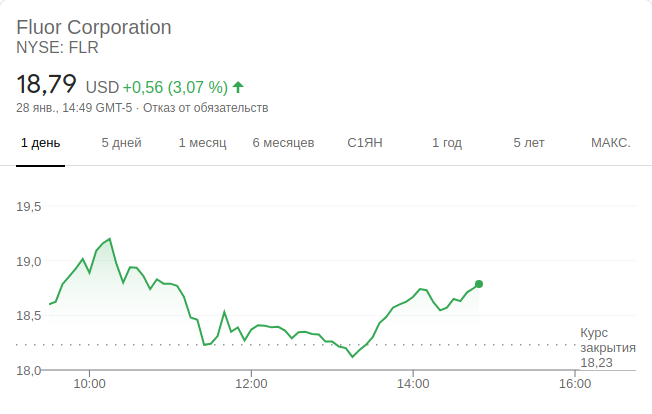 Fluor Corporation
NYSE: FLR
18,79 USD +0,56 (3,07 %)
28 янв., 14:49 GMT-5 · Отказ от обязательств
1 день 5 дней 1 месяц 6 месяцев С1ЯН 1 год 5 лет МАКС.
19,5
19,0
18,5
18,0
Курс
закрытия
18,23
10:00 12:00 14:00 16:00